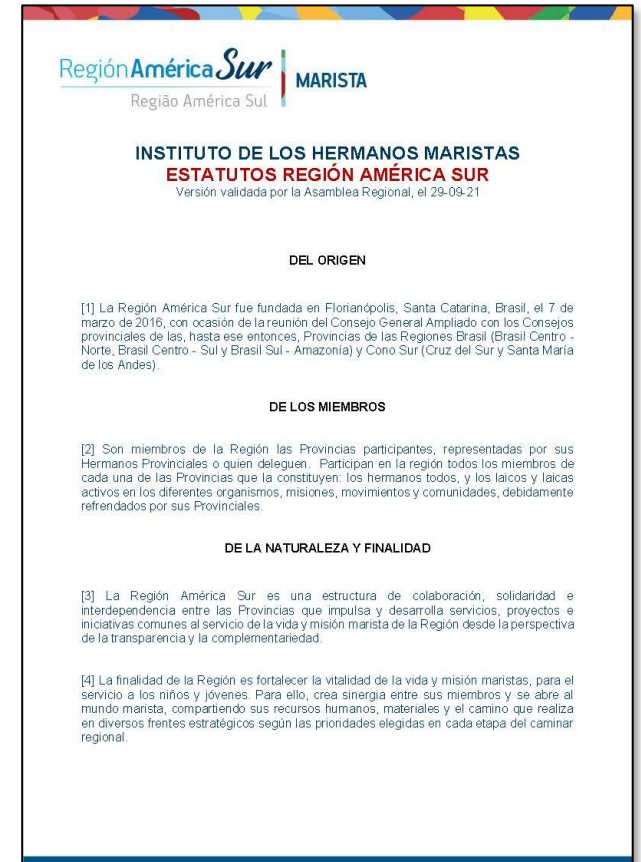 Región América Sur
MARISTA
Região América Sul
INSTITUTO DE LOS HERMANOS MARISTAS
ESTATUTOS REGIÓN AMÉRICA SUR
Versión validada por la Asamblea Regional, el 29-09-21
DEL ORIGEN
[1] La Región América Sur fue fundada en Florianópolis, Santa Catarina, Brasil, el 7 de
marzo de 2016, con ocasión de la reunión del Consejo General Ampliado con los Consejos
provinciales de las, hasta ese entonces, Provincias de las Regiones Brasil (Brasil Centro -
Norte, Brasil Centro - Sul y Brasil Sul - Amazonía) y Cono Sur (Cruz del Sur y Santa María
de los Andes).
DE LOS MIEMBROS
[2] Son miembros de la Región las Provincias participantes, representadas por sus
Hermanos Provinciales o quien deleguen. Participan en la región todos los miembros de
cada una de las Provincias que la constituyen: los hermanos todos, y los laicos y laicas
activos en los diferentes organismos, misiones, movimientos y comunidades, debidamente
refrendados por sus Provinciales.
DE LA NATURALEZA Y FINALIDAD
[3] La Región América Sur es una estructura de colaboración, solidaridad e
interdependencia entre las Provincias que impulsa y desarrolla servicios, proyectos e
iniciativas comunes al servicio de la vida y misión marista de la Región desde la perspectiva
de la transparencia y la complementariedad.
[4] La finalidad de la Región es fortalecer la vitalidad de la vida y misión maristas, para el
servicio a los niños y jóvenes. Para ello, crea sinergia entre sus miembros y se abre al
mundo marista, compartiendo sus recursos humanos, materiales y el camino que realiza
en diversos frentes estratégicos según las prioridades elegidas en cada etapa del caminar
regional.